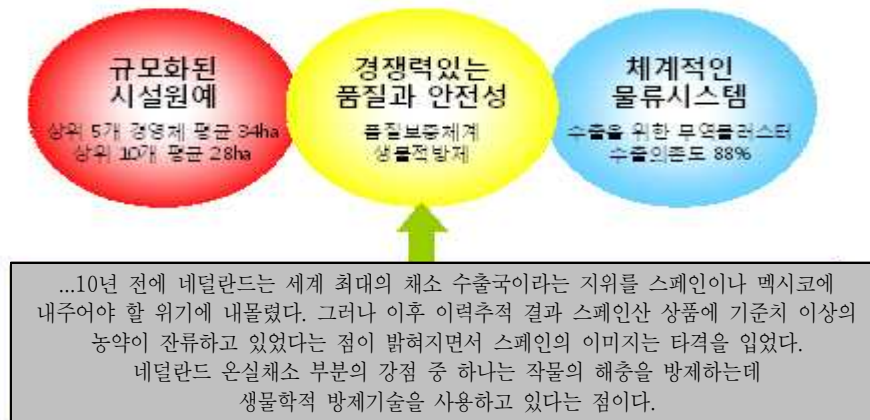 규모화된
시설원예
상위 5개 경영체 평균 34ha
상위 10개 평균 28ha
경쟁력있는
품질과 안전성
품질보증체계
생물적방제
체계적인
물류시스템
수출을 위한 무역클러스터
수출의존도 88%
...10년 전에 네덜란드는 세계 최대의 채소 수출국이라는 지위를 스페인이나 멕시코에
내주어야 할 위기에 내몰렸다. 그러나 이후 이력추적 결과 스페인산 상품에 기준치 이상의
농약이 잔류하고 있었다는 점이 밝혀지면서 스페인의 이미지는 타격을 입었다.
네덜란드 온실채소 부분의 강점 중 하나는 작물의 해충을 방제하는데
생물학적 방제기술을 사용하고 있다는 점이다.